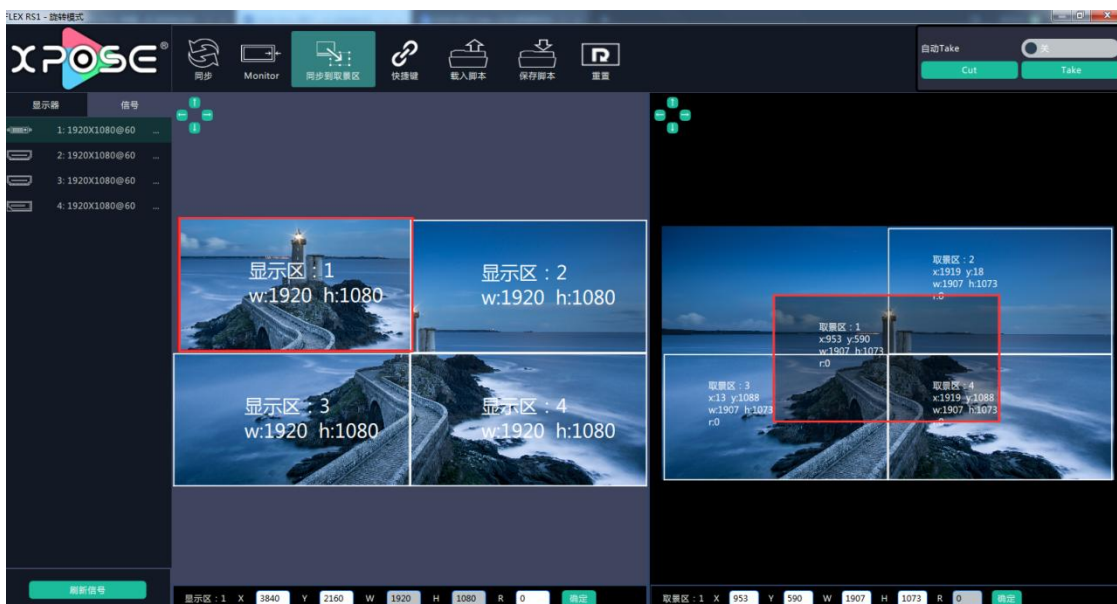 FLEX RS1 - 旋转模式
XPOSE®
同步
Monitor
同步到取景区
快捷键
载入脚本
保存脚本
重置
自动Take
关
Cut
Take
显示器
信号
1: 1920X1080@60 ...
2: 1920X1080@60 ...
3: 1920X1080@60 ...
4: 1920X1080@60 ...
刷新信号
显示区：1
w:1920 h:1080
显示区：2
w:1920 h:1080
显示区：3
w:1920 h:1080
显示区：4
w:1920 h:1080
显示区：1 X 3840 Y 2160 W 1920 H 1080 R 0 确定
取景区：2
x:1919 y:18
w:1907 h:1073
r:0
取景区：1
x:953 y:590
w:1907 h:1073
r:0
取景区：3
x:13 y:1088
w:1907 h:1073
r:0
取景区：4
x:1919 y:1088
w:1907 h:1073
r:0
取景区：1 X 953 Y 590 W 1907 H 1073 R 0 确定